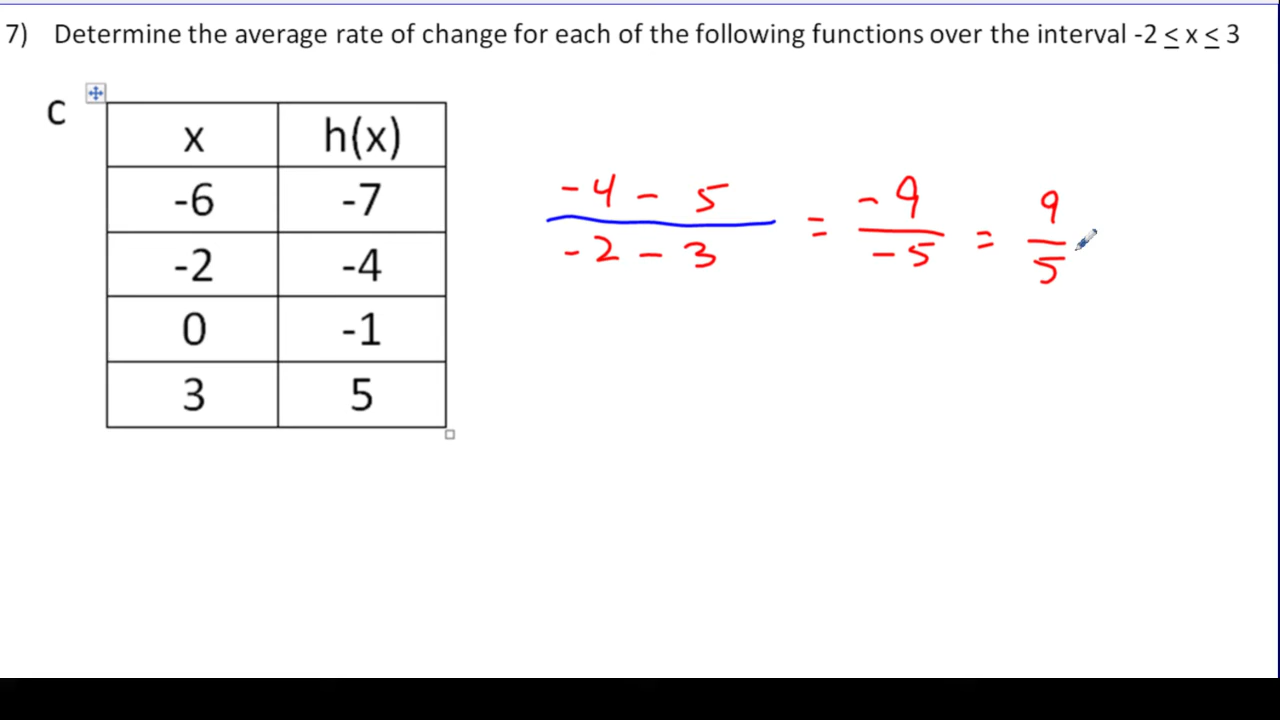 7) Determine the average rate of change for each of the following functions over the interval -2 ≤ x ≤ 3
c
x h(x)
-6 -7
-2 -4
0 -1
3 5
-4 - 5 / -2 - 3 = -9 / -5 = 9 / 5